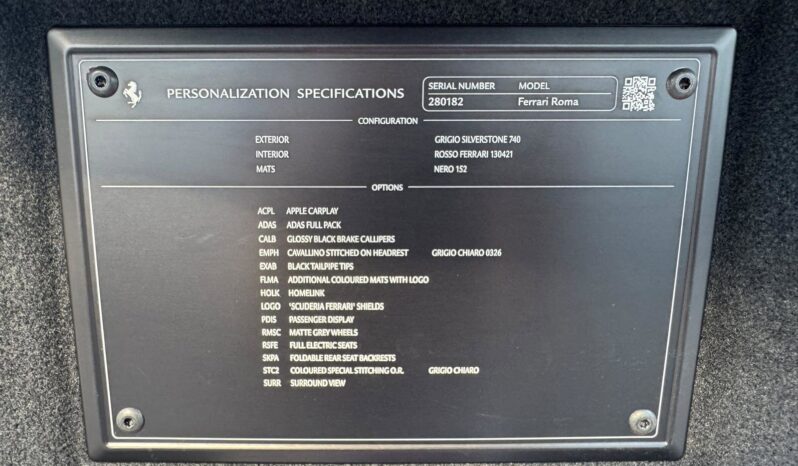 PERSONALIZATION SPECIFICATIONS
SERIAL NUMBER MODEL
280182 Ferrari Roma
CONFIGURATION
EXTERIOR GRIGIO SILVERSTONE 740
INTERIOR ROSSO FERRARI 130421
MATS NERO 152
OPTIONS
ACPL APPLE CARPLAY
ADAS ADAS FULL PACK
CALB GLOSSY BLACK BRAKE CALLIPERS
EMPH CAVALLINO STITCHED ON HEADREST GRIGIO CHIARO 0326
EXAB BLACK TAILPIPE TIPS
FLMA ADDITIONAL COLOURED MATS WITH LOGO
HOLK HOMELINK
LOGO "SCUDERIA FERRARI" SHIELDS
PDIS PASSENGER DISPLAY
RMSC MATTE GREY WHEELS
RSFE FULL ELECTRIC SEATS
SKPA FOLDABLE REAR SEAT BACKRESTS
STC2 COLOURED SPECIAL STITCHING O.R. GRIGIO CHIARO
SURR SURROUND VIEW